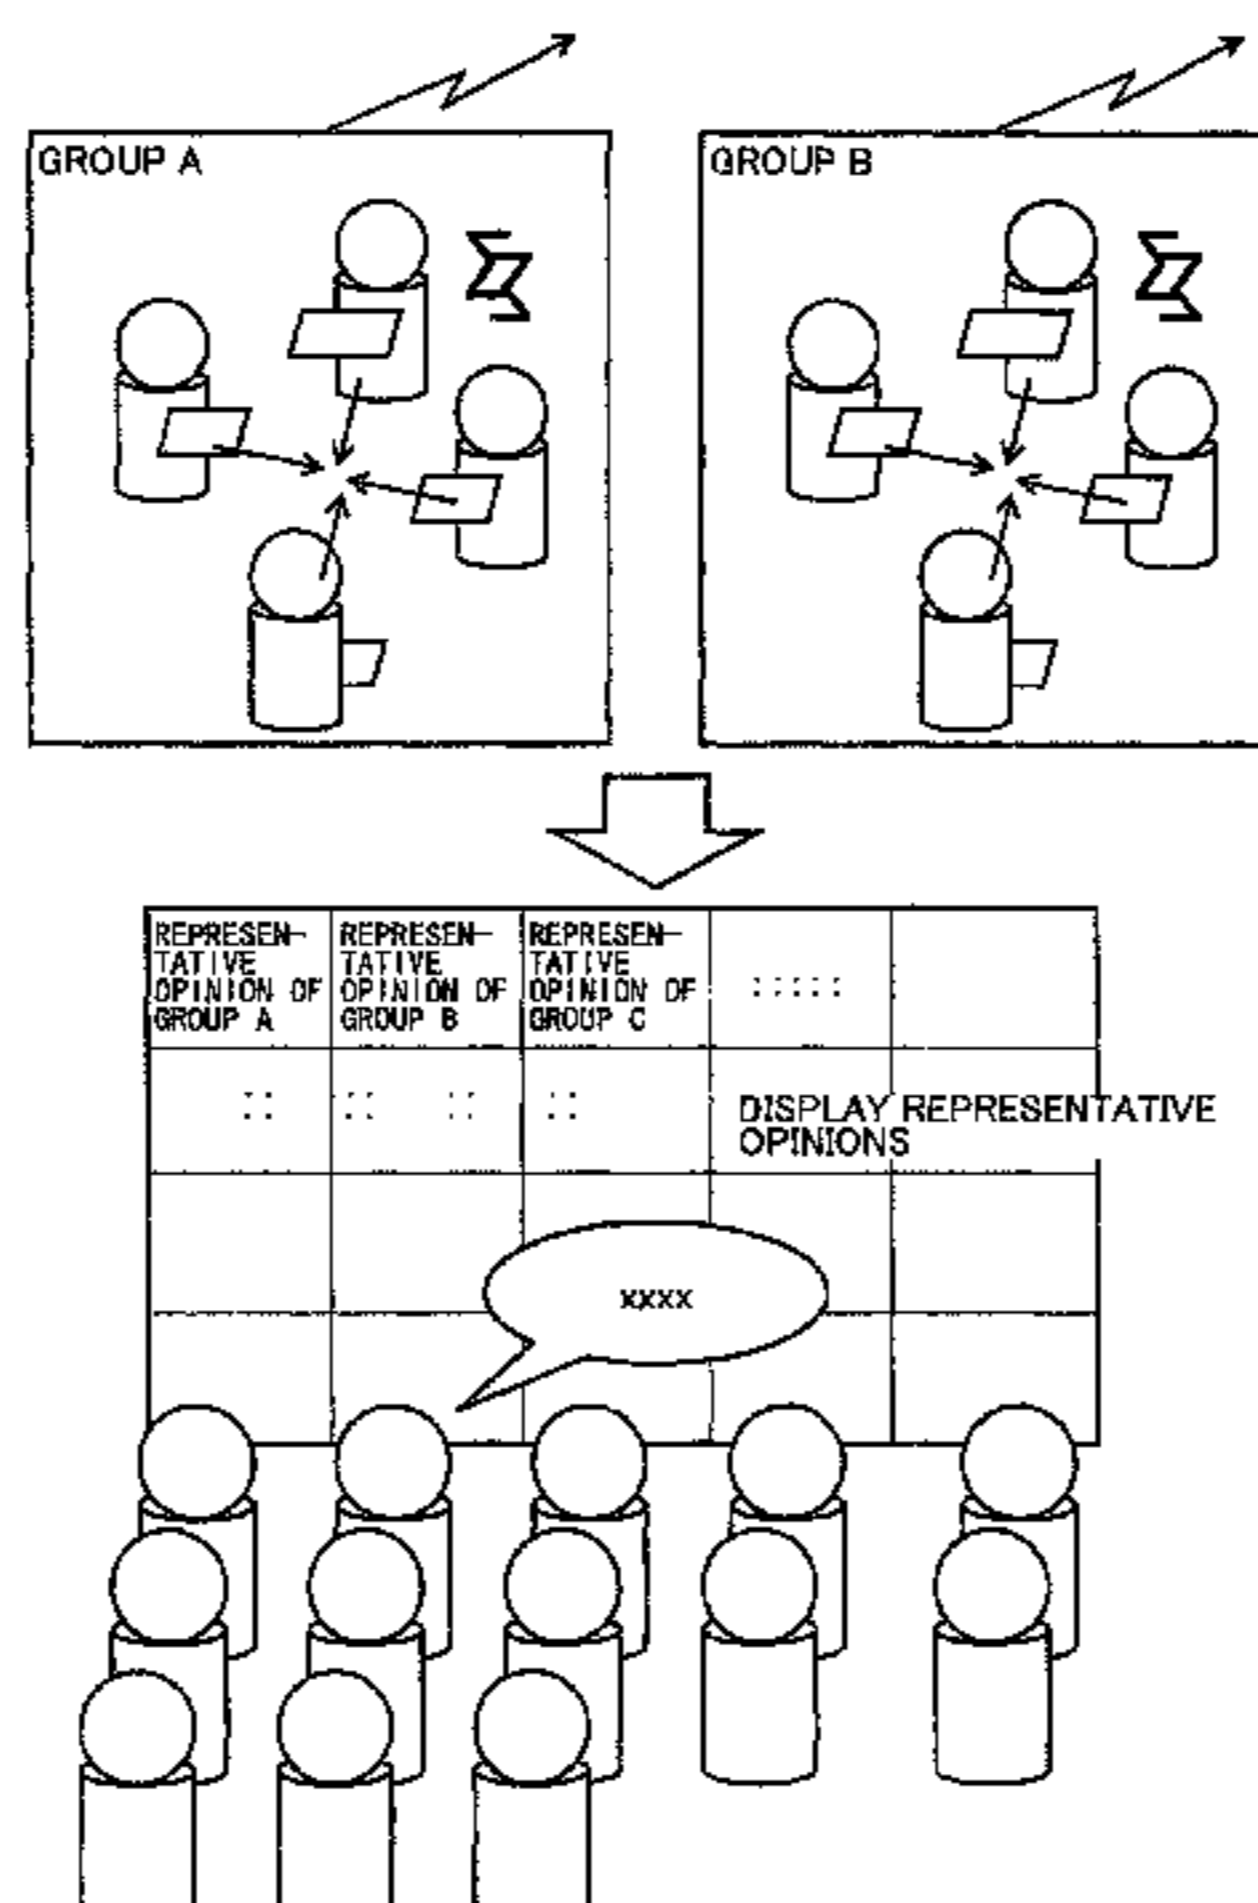 GROUP A
GROUP B
REPRESEN-
TATIVE
OPINION OF
GROUP A
REPRESEN-
TATIVE
OPINION OF
GROUP B
REPRESEN-
TATIVE
OPINION OF
GROUP C
DISPLAY REPRESENTATIVE
OPINIONS
xxxx